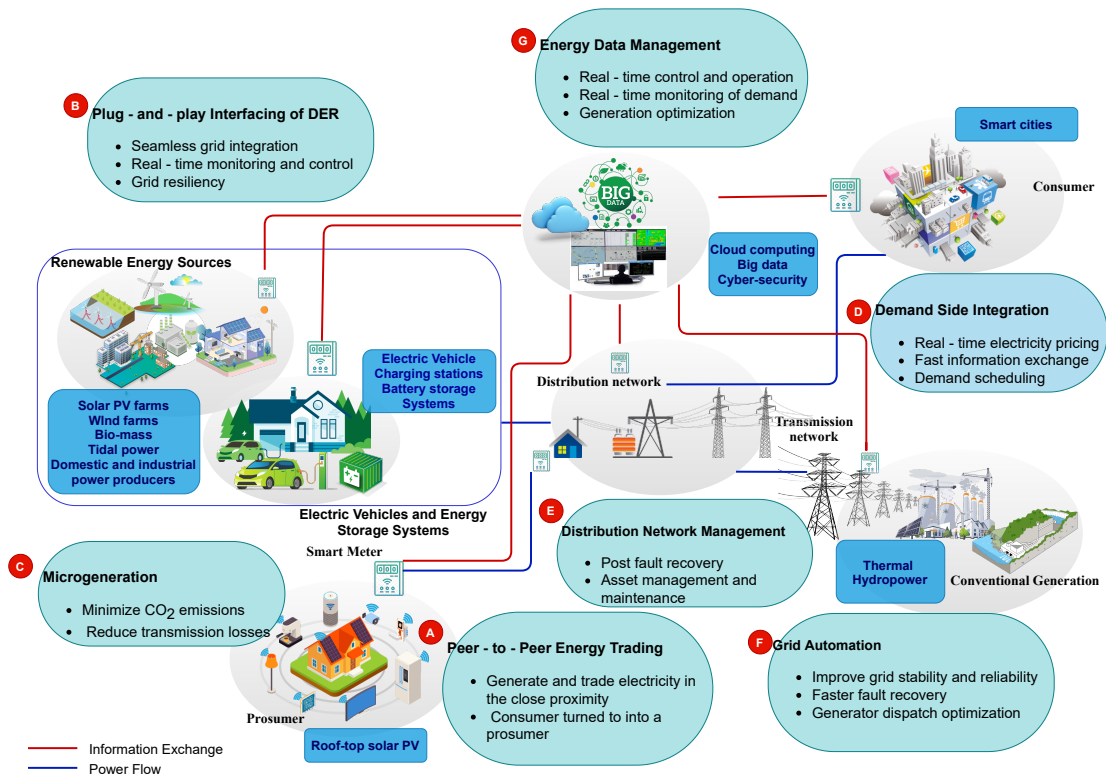 G
Energy Data Management
• Real - time control and operation
• Real - time monitoring of demand
• Generation optimization
B
Plug - and - play Interfacing of DER
• Seamless grid integration
• Real - time monitoring and control
• Grid resiliency
Smart cities
Consumer
BIG
DATA
Cloud computing
Big data
Cyber-security
Renewable Energy Sources
Solar PV farms
WInd farms
Bio-mass
Tidal power
Domestic and industrial
power producers
Electric Vehicle
Charging stations
Battery storage
Systems
Electric Vehicles and Energy
Storage Systems
D
Demand Side Integration
• Real - time electricity pricing
• Fast information exchange
• Demand scheduling
Distribution network
Transmission
network
E
Distribution Network Management
• Post fault recovery
• Asset management and
maintenance
Thermal
Hydropower
Conventional Generation
Smart Meter
C
Microgeneration
• Minimize CO2 emissions
• Reduce transmission losses
A
Peer - to - Peer Energy Trading
• Generate and trade electricity in
the close proximity
• Consumer turned to into a
prosumer
F
Grid Automation
• Improve grid stability and reliability
• Faster fault recovery
• Generator dispatch optimization
Prosumer
Roof-top solar PV
Information Exchange
Power Flow